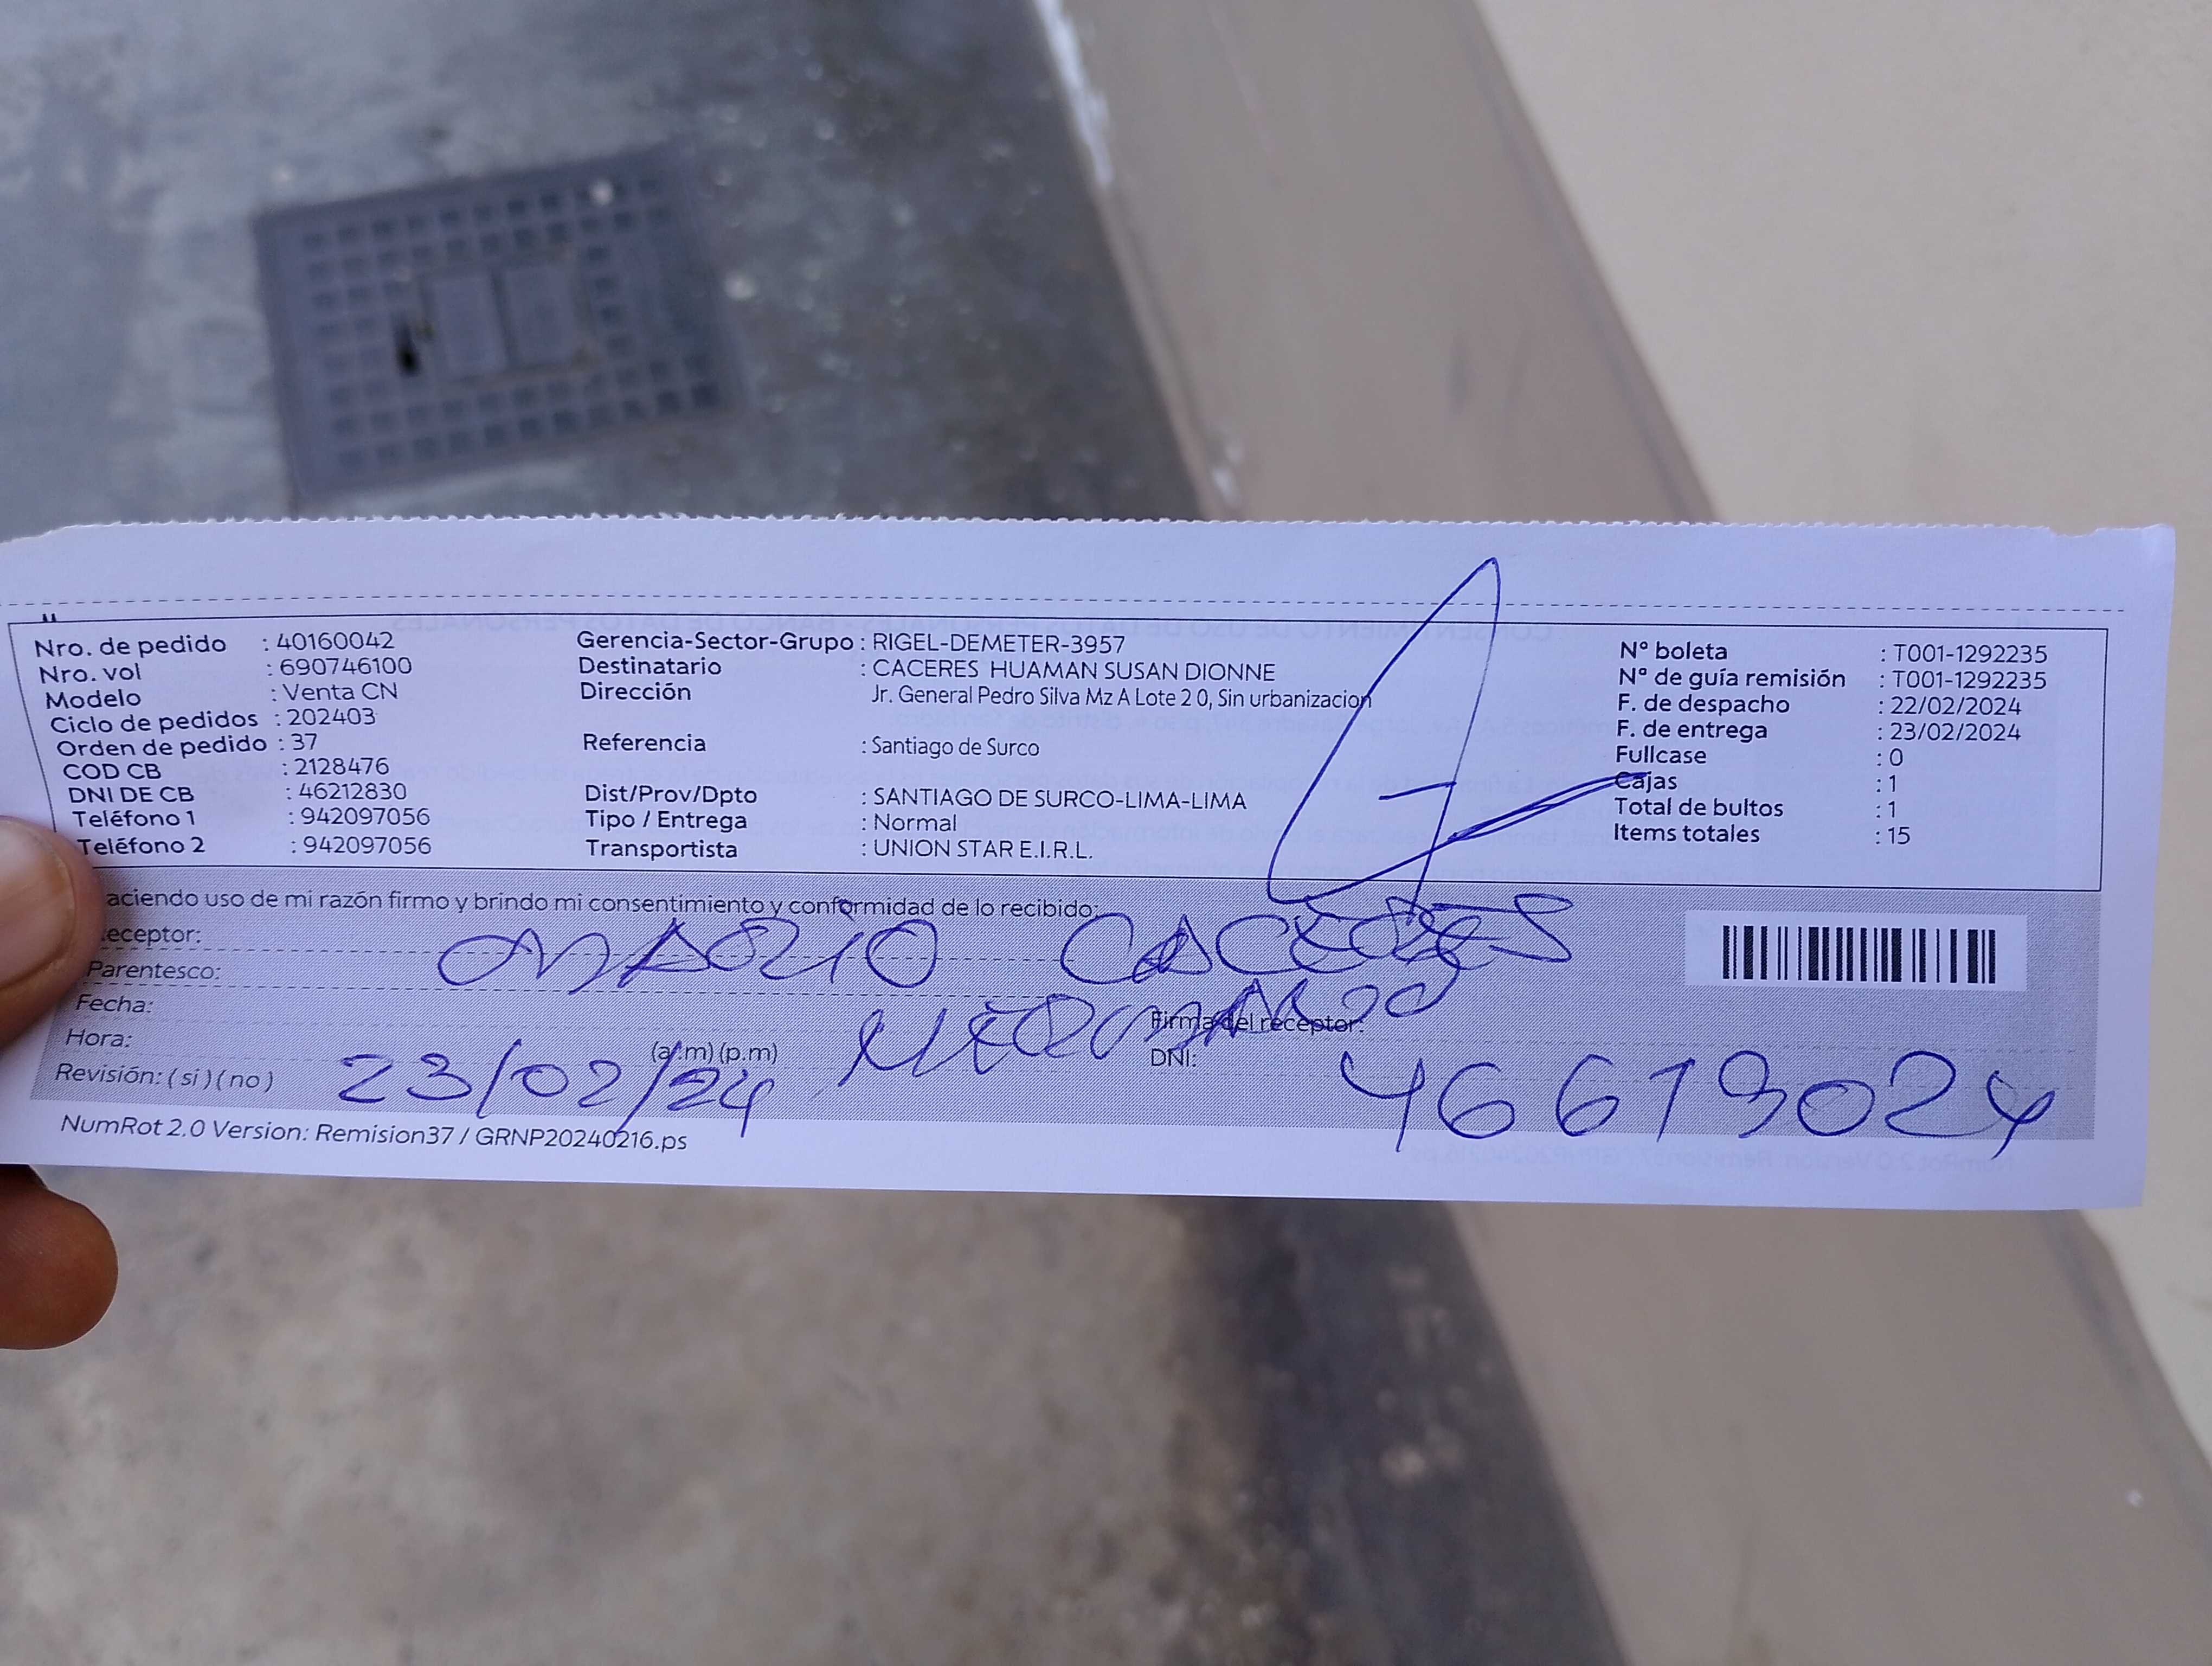 Nro. de pedido : 40160042
Nro. vol : 690746100
Modelo : Venta CN
Ciclo de pedidos : 202403
Orden de pedido : 37
COD CB : 2128476
DNI DE CB : 46212830
Teléfono 1 : 942097056
Teléfono 2 : 942097056
Gerencia-Sector-Grupo : RIGEL-DEMETER-3957
Destinatario : CACERES HUAMAN SUSAN DIONNE
Dirección Jr. General Pedro Silva Mz A Lote 2 0, Sin urbanizacion
Referencia : Santiago de Surco
Dist/Prov/Dpto : SANTIAGO DE SURCO-LIMA-LIMA
Tipo / Entrega : Normal
Transportista : UNION STAR E.I.R.L.
N° boleta : T001-1292235
N° de guía remisión : T001-1292235
F. de despacho : 22/02/2024
F. de entrega : 23/02/2024
Fullcase : 0
Cajas : 1
Total de bultos : 1
Items totales : 15
aciendo uso de mi razón firmo y brindo mi consentimiento y conformidad de lo recibido:
eceptor: MARIO CACERES
Parentesco:
Fecha: HERMANO
Hora: (a.m) (p.m)
Firma del receptor:
Revisión: ( si ) ( no ) 23/02/24
DNI: 46619024
NumRot 2.0 Version: Remision37 / GRNP20240216.ps